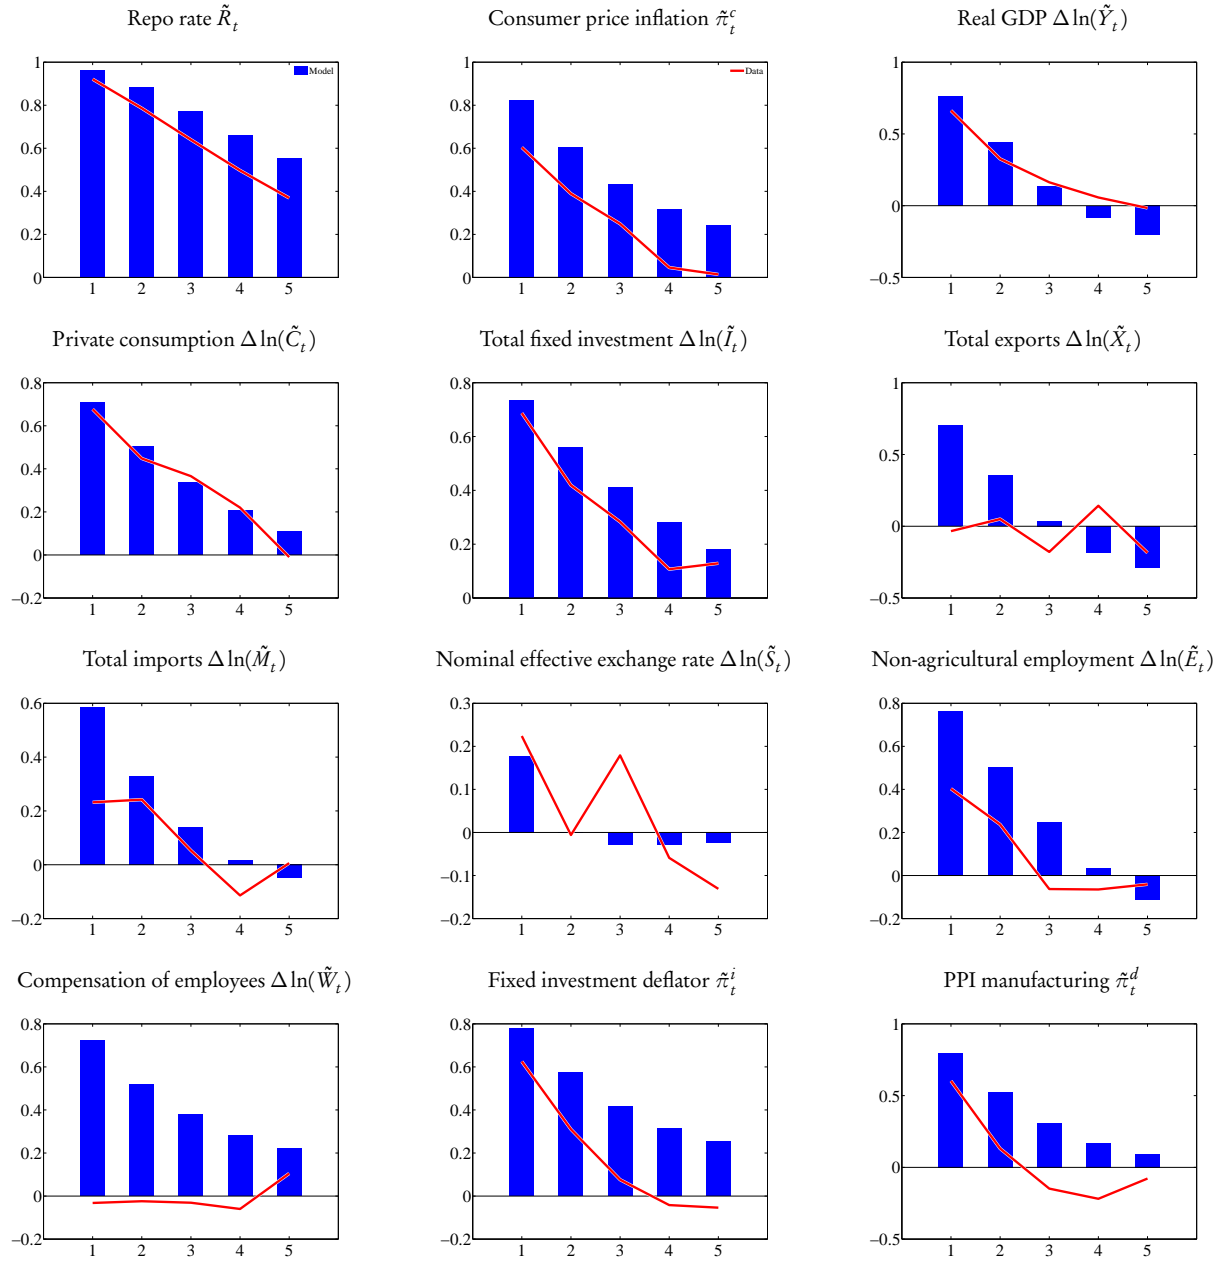 Repo rate R̃_t    Consumer price inflation π̃_t^c    Real GDP Δ ln(Ỹ_t)
1    Model    1    Data    1
0.8    0.8
0.6    0.6    0.5
0.4    0.4    0
0.2    0.2
0    0    –0.5
1 2 3 4 5    1 2 3 4 5    1 2 3 4 5
Private consumption Δ ln(C̃_t)    Total fixed investment Δ ln(Ĩ_t)    Total exports Δ ln(X̃_t)
0.8    0.8    1
0.6    0.6    0.5
0.4    0.4
0.2    0
0    0.2
–0.2    0    –0.5
1 2 3 4 5    1 2 3 4 5    1 2 3 4 5
Total imports Δ ln(M̃_t)    Nominal effective exchange rate Δ ln(S̃_t)    Non-agricultural employment Δ ln(Ẽ_t)
0.6    0.3    0.8
0.4    0.2    0.6
0.2    0.1    0.4
0    0    0.2
–0.1    0
–0.2    –0.2    –0.2
1 2 3 4 5    1 2 3 4 5    1 2 3 4 5
Compensation of employees Δ ln(W̃_t)    Fixed investment deflator π̃_t^i    PPI manufacturing π̃_t^d
0.8    0.8    1
0.6    0.6    0.5
0.4    0.4
0.2    0.2    0
0    0
–0.2    –0.2    –0.5
1 2 3 4 5    1 2 3 4 5    1 2 3 4 5